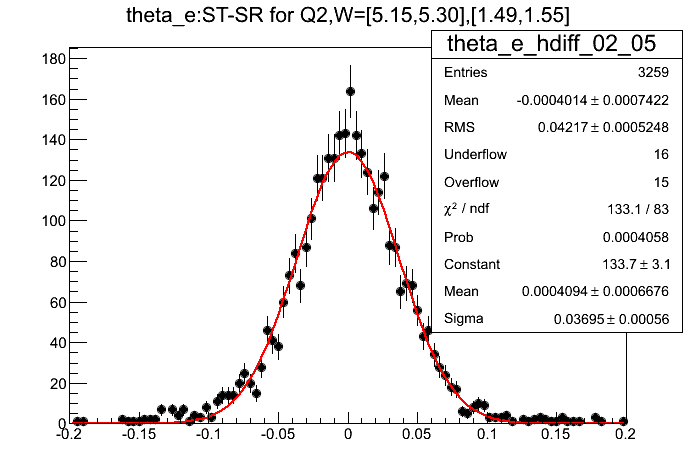 theta_e:ST-SR for Q2,W=[5.15,5.30],[1.49,1.55]
theta_e_hdiff_02_05
Entries 3259
Mean -0.0004014 ± 0.0007422
RMS 0.04217 ± 0.0005248
Underflow 16
Overflow 15
χ² / ndf 133.1 / 83
Prob 0.0004058
Constant 133.7 ± 3.1
Mean 0.0004094 ± 0.0006676
Sigma 0.03695 ± 0.00056
180
160
140
120
100
80
60
40
20
0
-0.2 -0.15 -0.1 -0.05 0 0.05 0.1 0.15 0.2